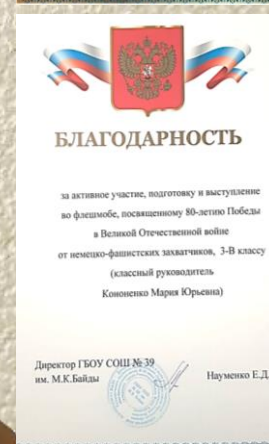 БЛАГОДАРНОСТЬ
за активное участие, подготовку и выступление
во флешмобе, посвященному 80-летию Победы
в Великой Отечественной войне
от немецко-фашистских захватчиков, 3-В классу
(классный руководитель
Кононенко Мария Юрьевна)
Директор ГБОУ СОШ № 39
им. М.К.Байды
Науменко Е.Д.